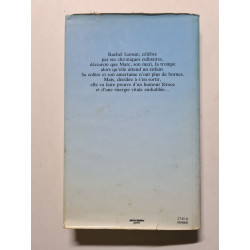 Rachel Samstat, célèbre
par ses chroniques culinaires,
découvre que Mark, son mari, la trompe
alors qu'elle attend un enfant.
Sa colère et son amertume n'ont plus de bornes.
Mais, décidée à s'en sortir,
elle va faire preuve d'un humour féroce
et d'une énergie vitale endiablée...